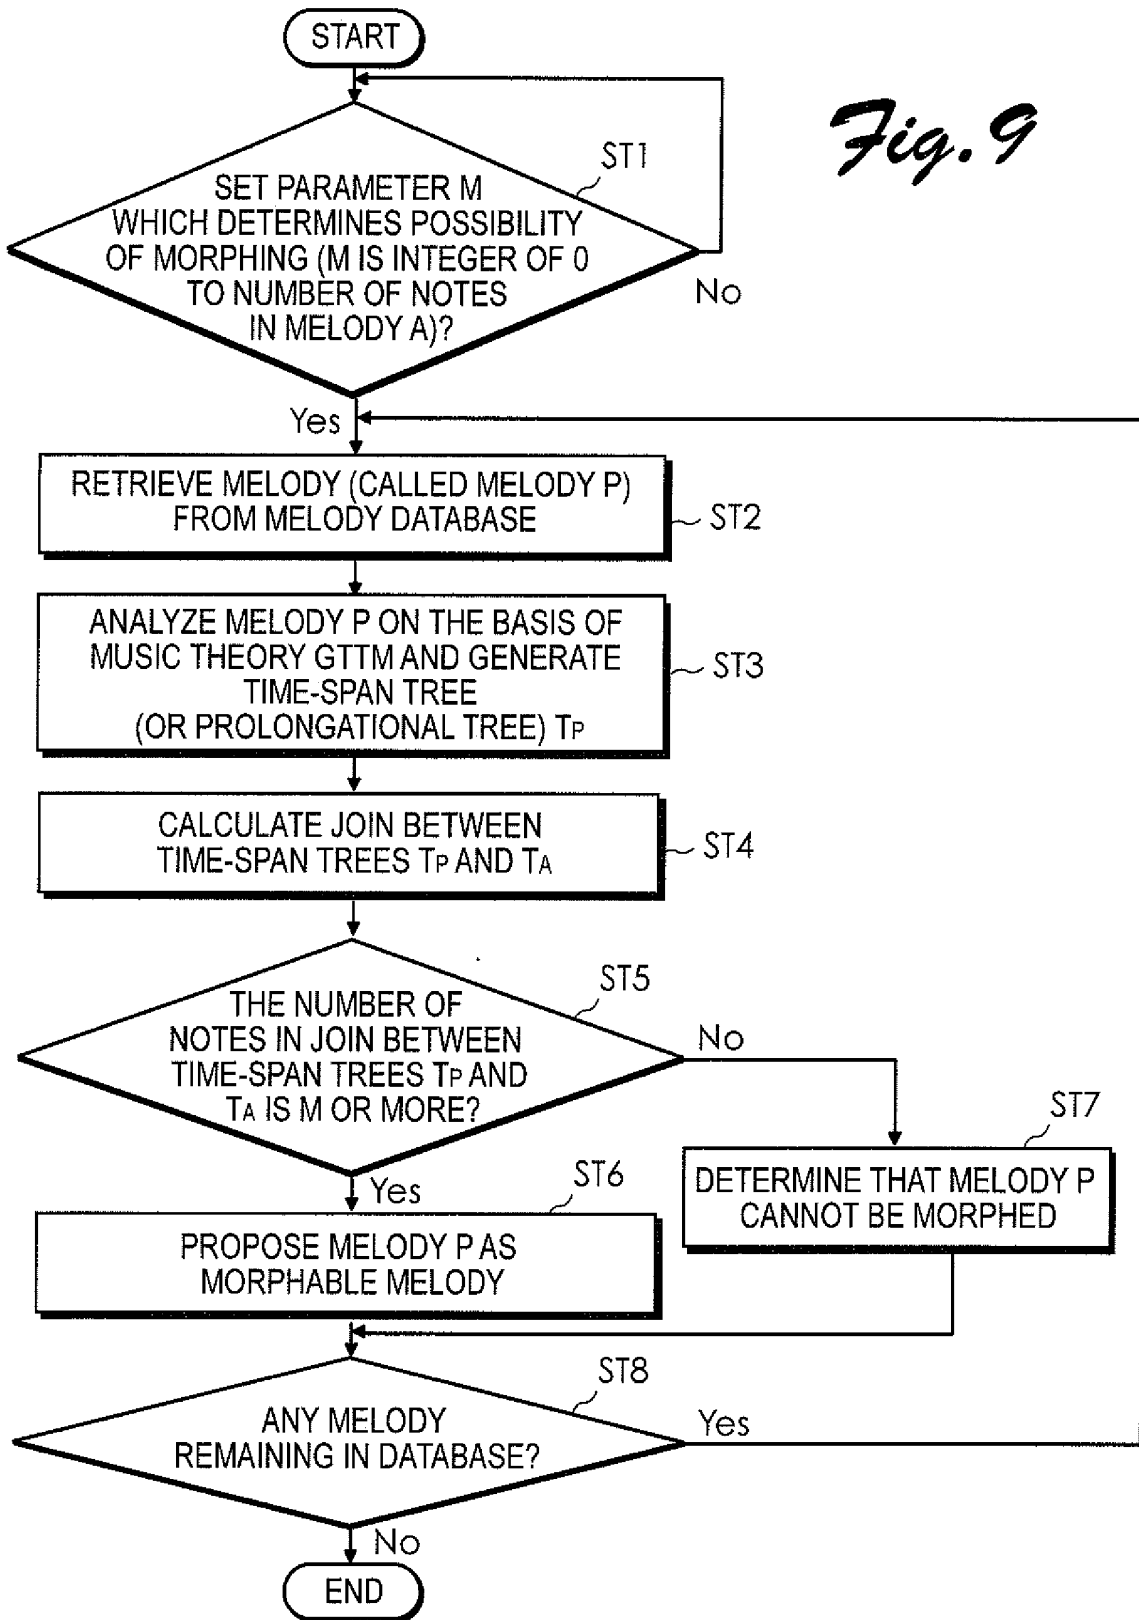 START
Fig. 9
ST1
SET PARAMETER M
WHICH DETERMINES POSSIBILITY
OF MORPHING (M IS INTEGER OF 0
TO NUMBER OF NOTES
IN MELODY A)?
No
Yes
RETRIEVE MELODY (CALLED MELODY P)
FROM MELODY DATABASE
ST2
ANALYZE MELODY P ON THE BASIS OF
MUSIC THEORY GTTM AND GENERATE
TIME-SPAN TREE
(OR PROLONGATIONAL TREE) TP
ST3
CALCULATE JOIN BETWEEN
TIME-SPAN TREES TP AND TA
ST4
ST5
THE NUMBER OF
NOTES IN JOIN BETWEEN
TIME-SPAN TREES TP AND
TA IS M OR MORE?
No
Yes
ST7
DETERMINE THAT MELODY P
CANNOT BE MORPHED
ST6
PROPOSE MELODY P AS
MORPHABLE MELODY
ST8
ANY MELODY
REMAINING IN DATABASE?
Yes
No
END